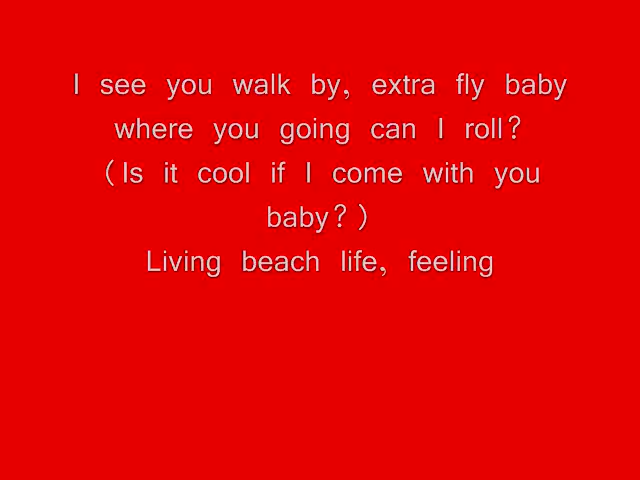 I see you walk by, extra fly baby
where you going can I roll?
(Is it cool if I come with you
baby?)
Living beach life, feeling